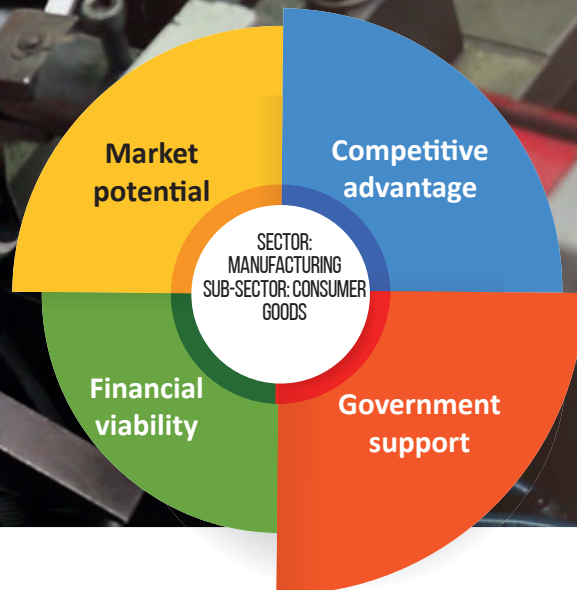 Market
potential
Competitive
advantage
SECTOR:
MANUFACTURING
SUB-SECTOR: CONSUMER
GOODS
Financial
viability
Government
support